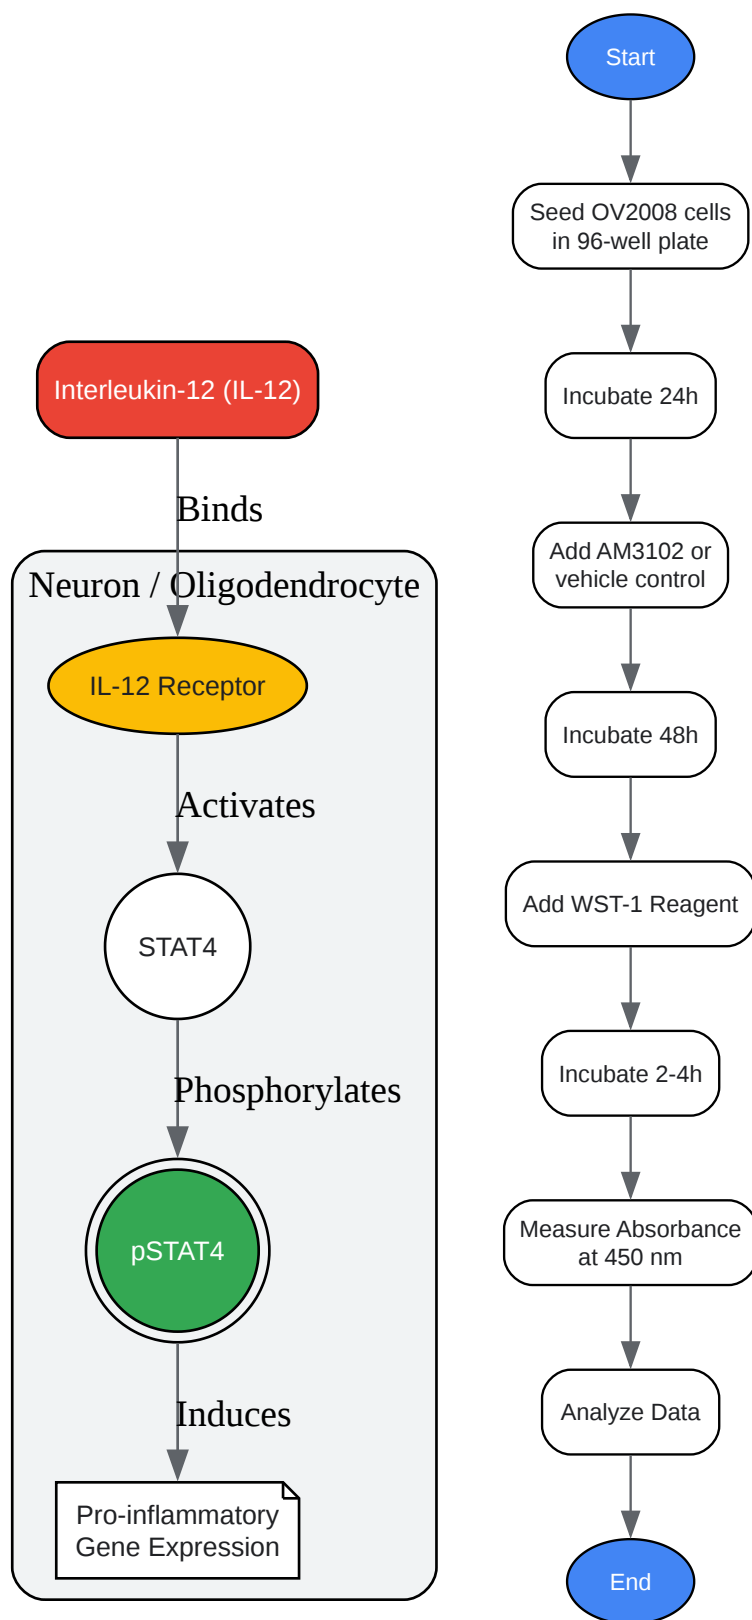 Interleukin-12 (IL-12)
Binds
Neuron / Oligodendrocyte
IL-12 Receptor
Activates
STAT4
Phosphorylates
pSTAT4
Induces
Pro-inflammatory
Gene Expression
Start
Seed OV2008 cells
in 96-well plate
Incubate 24h
Add AM3102 or
vehicle control
Incubate 48h
Add WST-1 Reagent
Incubate 2-4h
Measure Absorbance
at 450 nm
Analyze Data
End